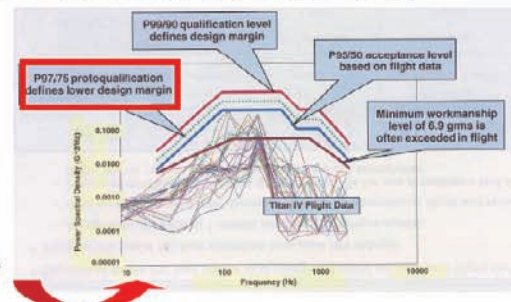 P99/90 qualification level
defines design margin
P95/50 acceptance level
based on flight data
P97/75 protoqualification
defines lower design margin
Minimum workmanship
level of 6.9 grms is
often exceeded in flight
Titan IV Flight Data
Power Spectral Density (G^2/Hz)
0.1000
0.0100
0.0010
0.0001
0.00001
10
100
1000
10000
Frequency (Hz)